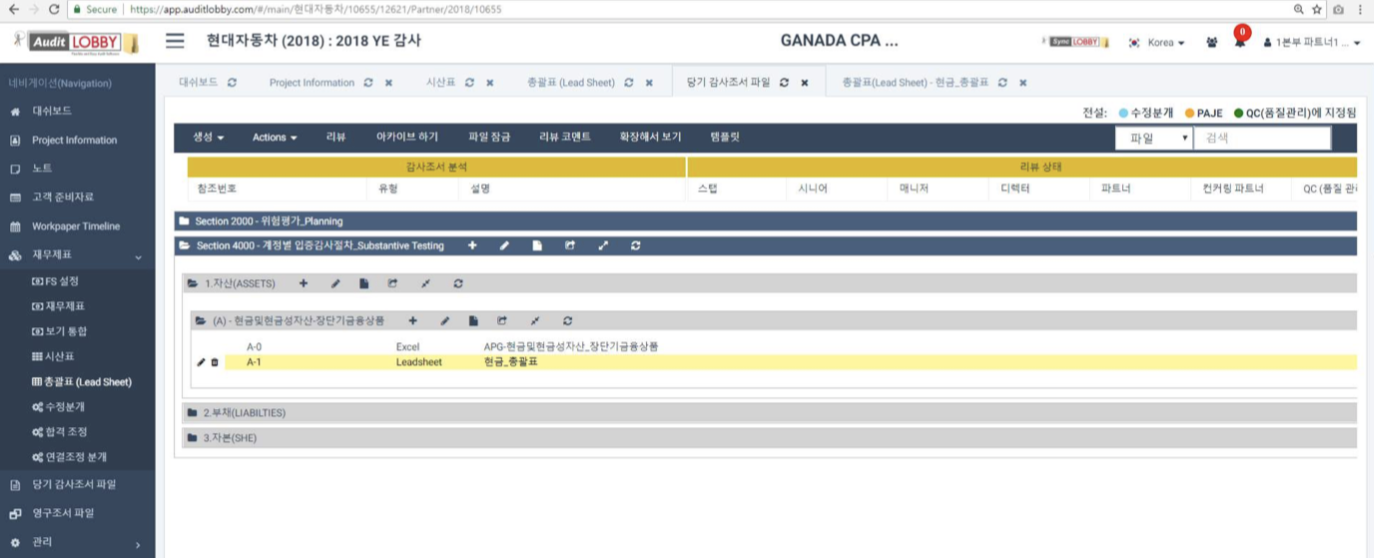 Secure | https://app.auditlobby.com/#/main/현대자동차/10655/12621/Partner/2018/10655
Audit LOBBY
현대자동차 (2018) : 2018 YE 감사
GANADA CPA ...
Sync LOBBY
Korea
0
1본부 파트너1 ...
네비게이션(Navigation)
대쉬보드
Project Information
노트
고객 준비자료
Workpaper Timeline
재무제표
FS 설정
재무제표
보기 통합
시산표
총괄표 (Lead Sheet)
수정분개
합격 조정
연결조정 분개
당기 감사조서 파일
영구조서 파일
관리
대쉬보드
Project Information
시산표
총괄표 (Lead Sheet)
당기 감사조서 파일
총괄표(Lead Sheet) - 현금_총괄표
전설: 수정분개 PAJE QC(품질관리)에 지정됨
생성 Actions 리뷰 아카이브 하기 파일 잠금 리뷰 코멘트 확장해서 보기 템플릿 파일 검색
감사조서 분석 리뷰 상태
참조번호 유형 설명 스탭 시니어 매니저 디렉터 파트너 컨커링 파트너 QC (품질 관
Section 2000 - 위험평가_Planning
Section 4000 - 계정별 입증감사절차_Substantive Testing
1.자산(ASSETS)
(A) - 현금및현금성자산-장단기금융상품
A-0 Excel APG-현금및현금성자산_장단기금융상품
A-1 Leadsheet 현금_총괄표
2.부채(LIABILTIES)
3.자본(SHE)